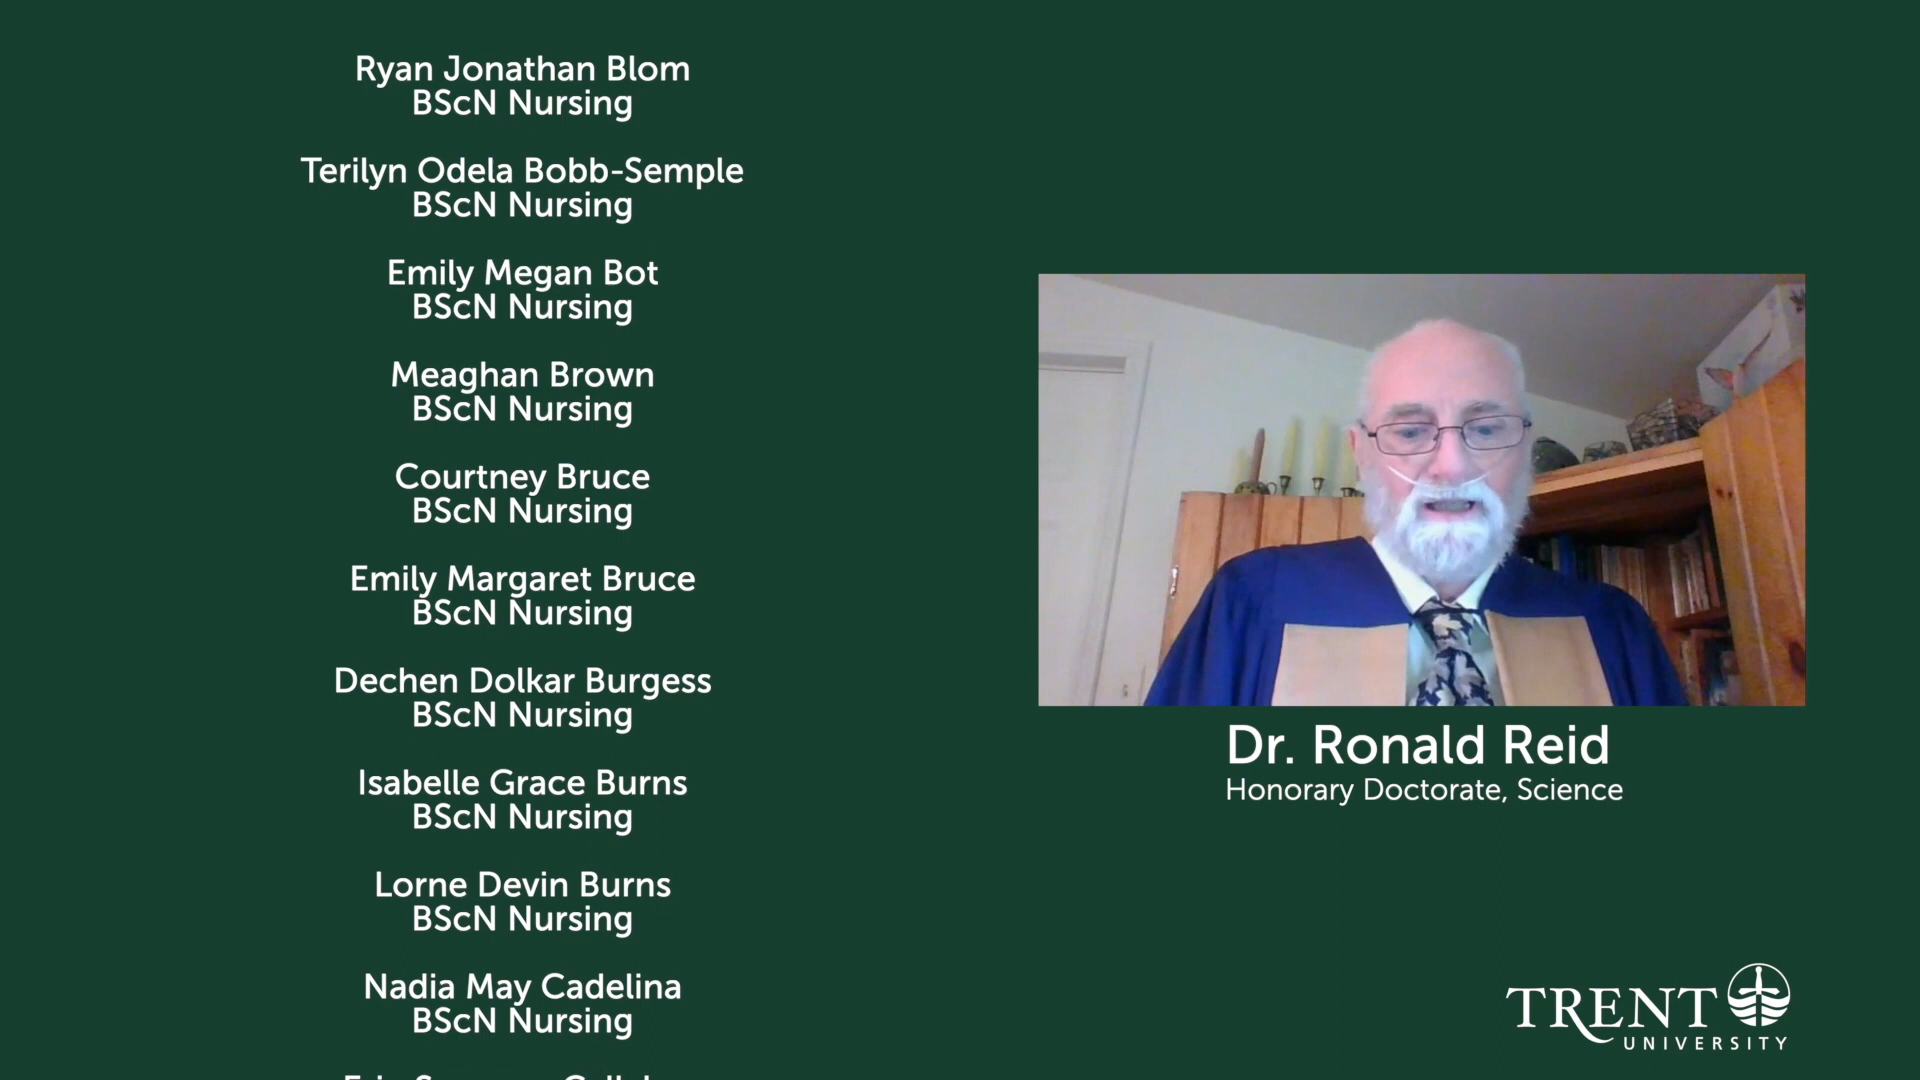 Ryan Jonathan Blom
BScN Nursing
Terilyn Odela Bobb-Semple
BScN Nursing
Emily Megan Bot
BScN Nursing
Meaghan Brown
BScN Nursing
Courtney Bruce
BScN Nursing
Emily Margaret Bruce
BScN Nursing
Dechen Dolkar Burgess
BScN Nursing
Isabelle Grace Burns
BScN Nursing
Lorne Devin Burns
BScN Nursing
Nadia May Cadelina
BScN Nursing
Dr. Ronald Reid
Honorary Doctorate, Science
TRENT
UNIVERSITY